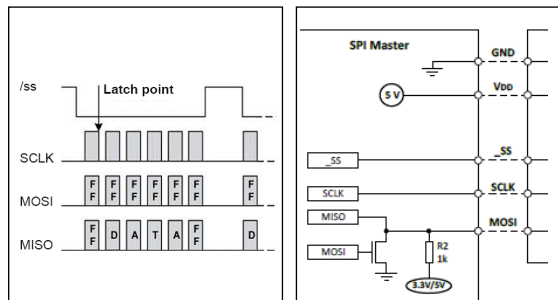 /ss
Latch point
SCLK
MOSI
F F F F F F F
F F F F F F F
MISO
F D A T A F D
F F
SPI Master
GND
5 V
VDD
_SS
_SS
SCLK
SCLK
MISO
MOSI
MOSI
R2
1k
3.3V/5V